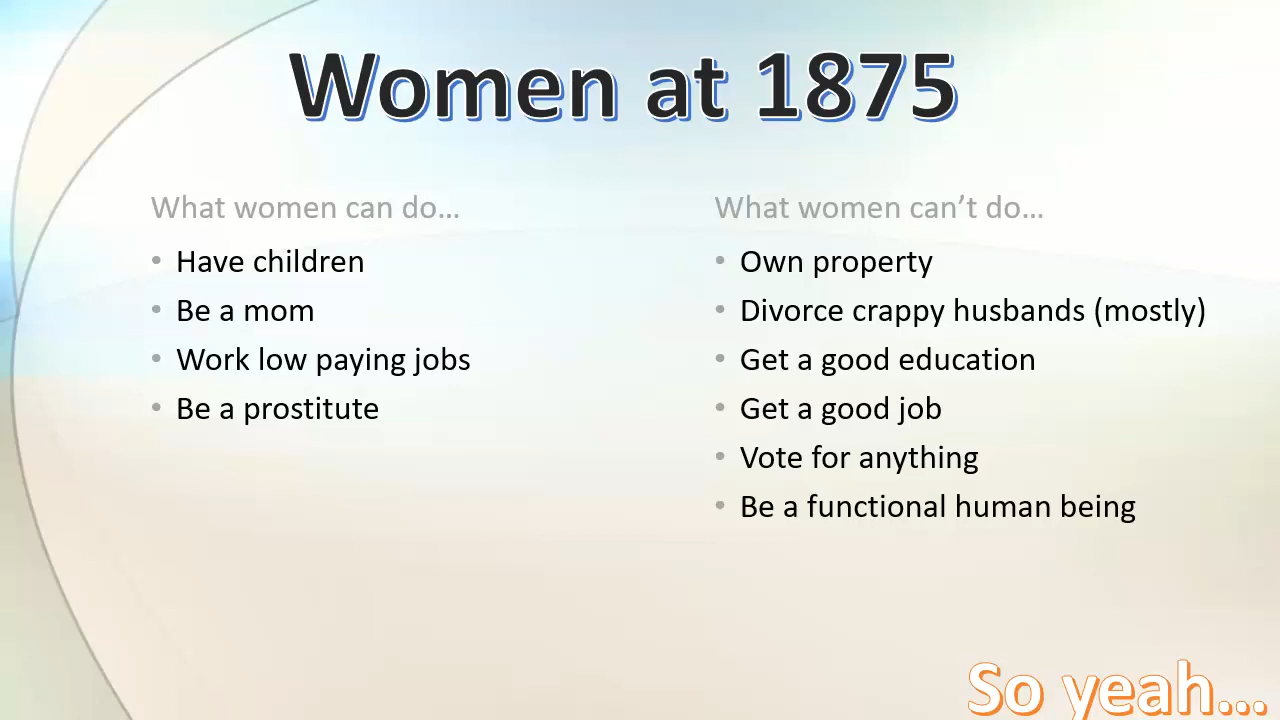 Women at 1875
What women can do…
• Have children
• Be a mom
• Work low paying jobs
• Be a prostitute
What women can’t do…
• Own property
• Divorce crappy husbands (mostly)
• Get a good education
• Get a good job
• Vote for anything
• Be a functional human being
So yeah…